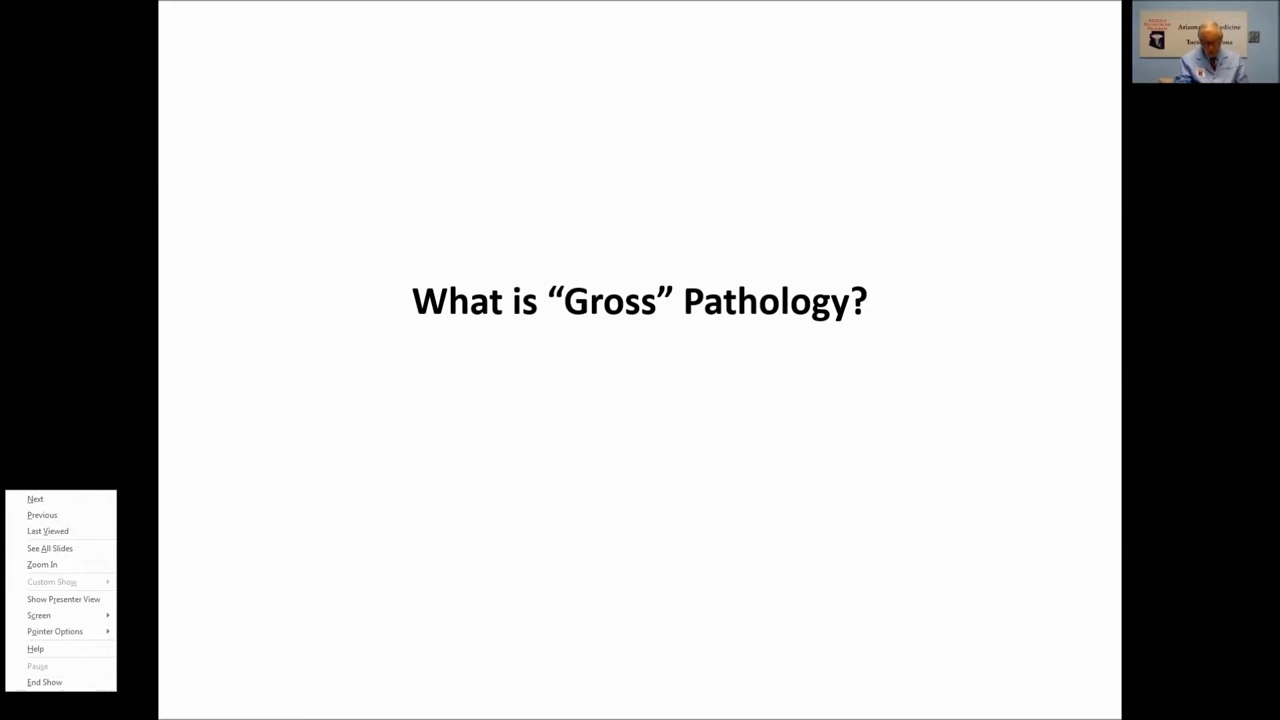 What is “Gross” Pathology?
Next
Previous
Last Viewed
See All Slides
Zoom In
Custom Show
Show Presenter View
Screen
Pointer Options
Help
Pause
End Show